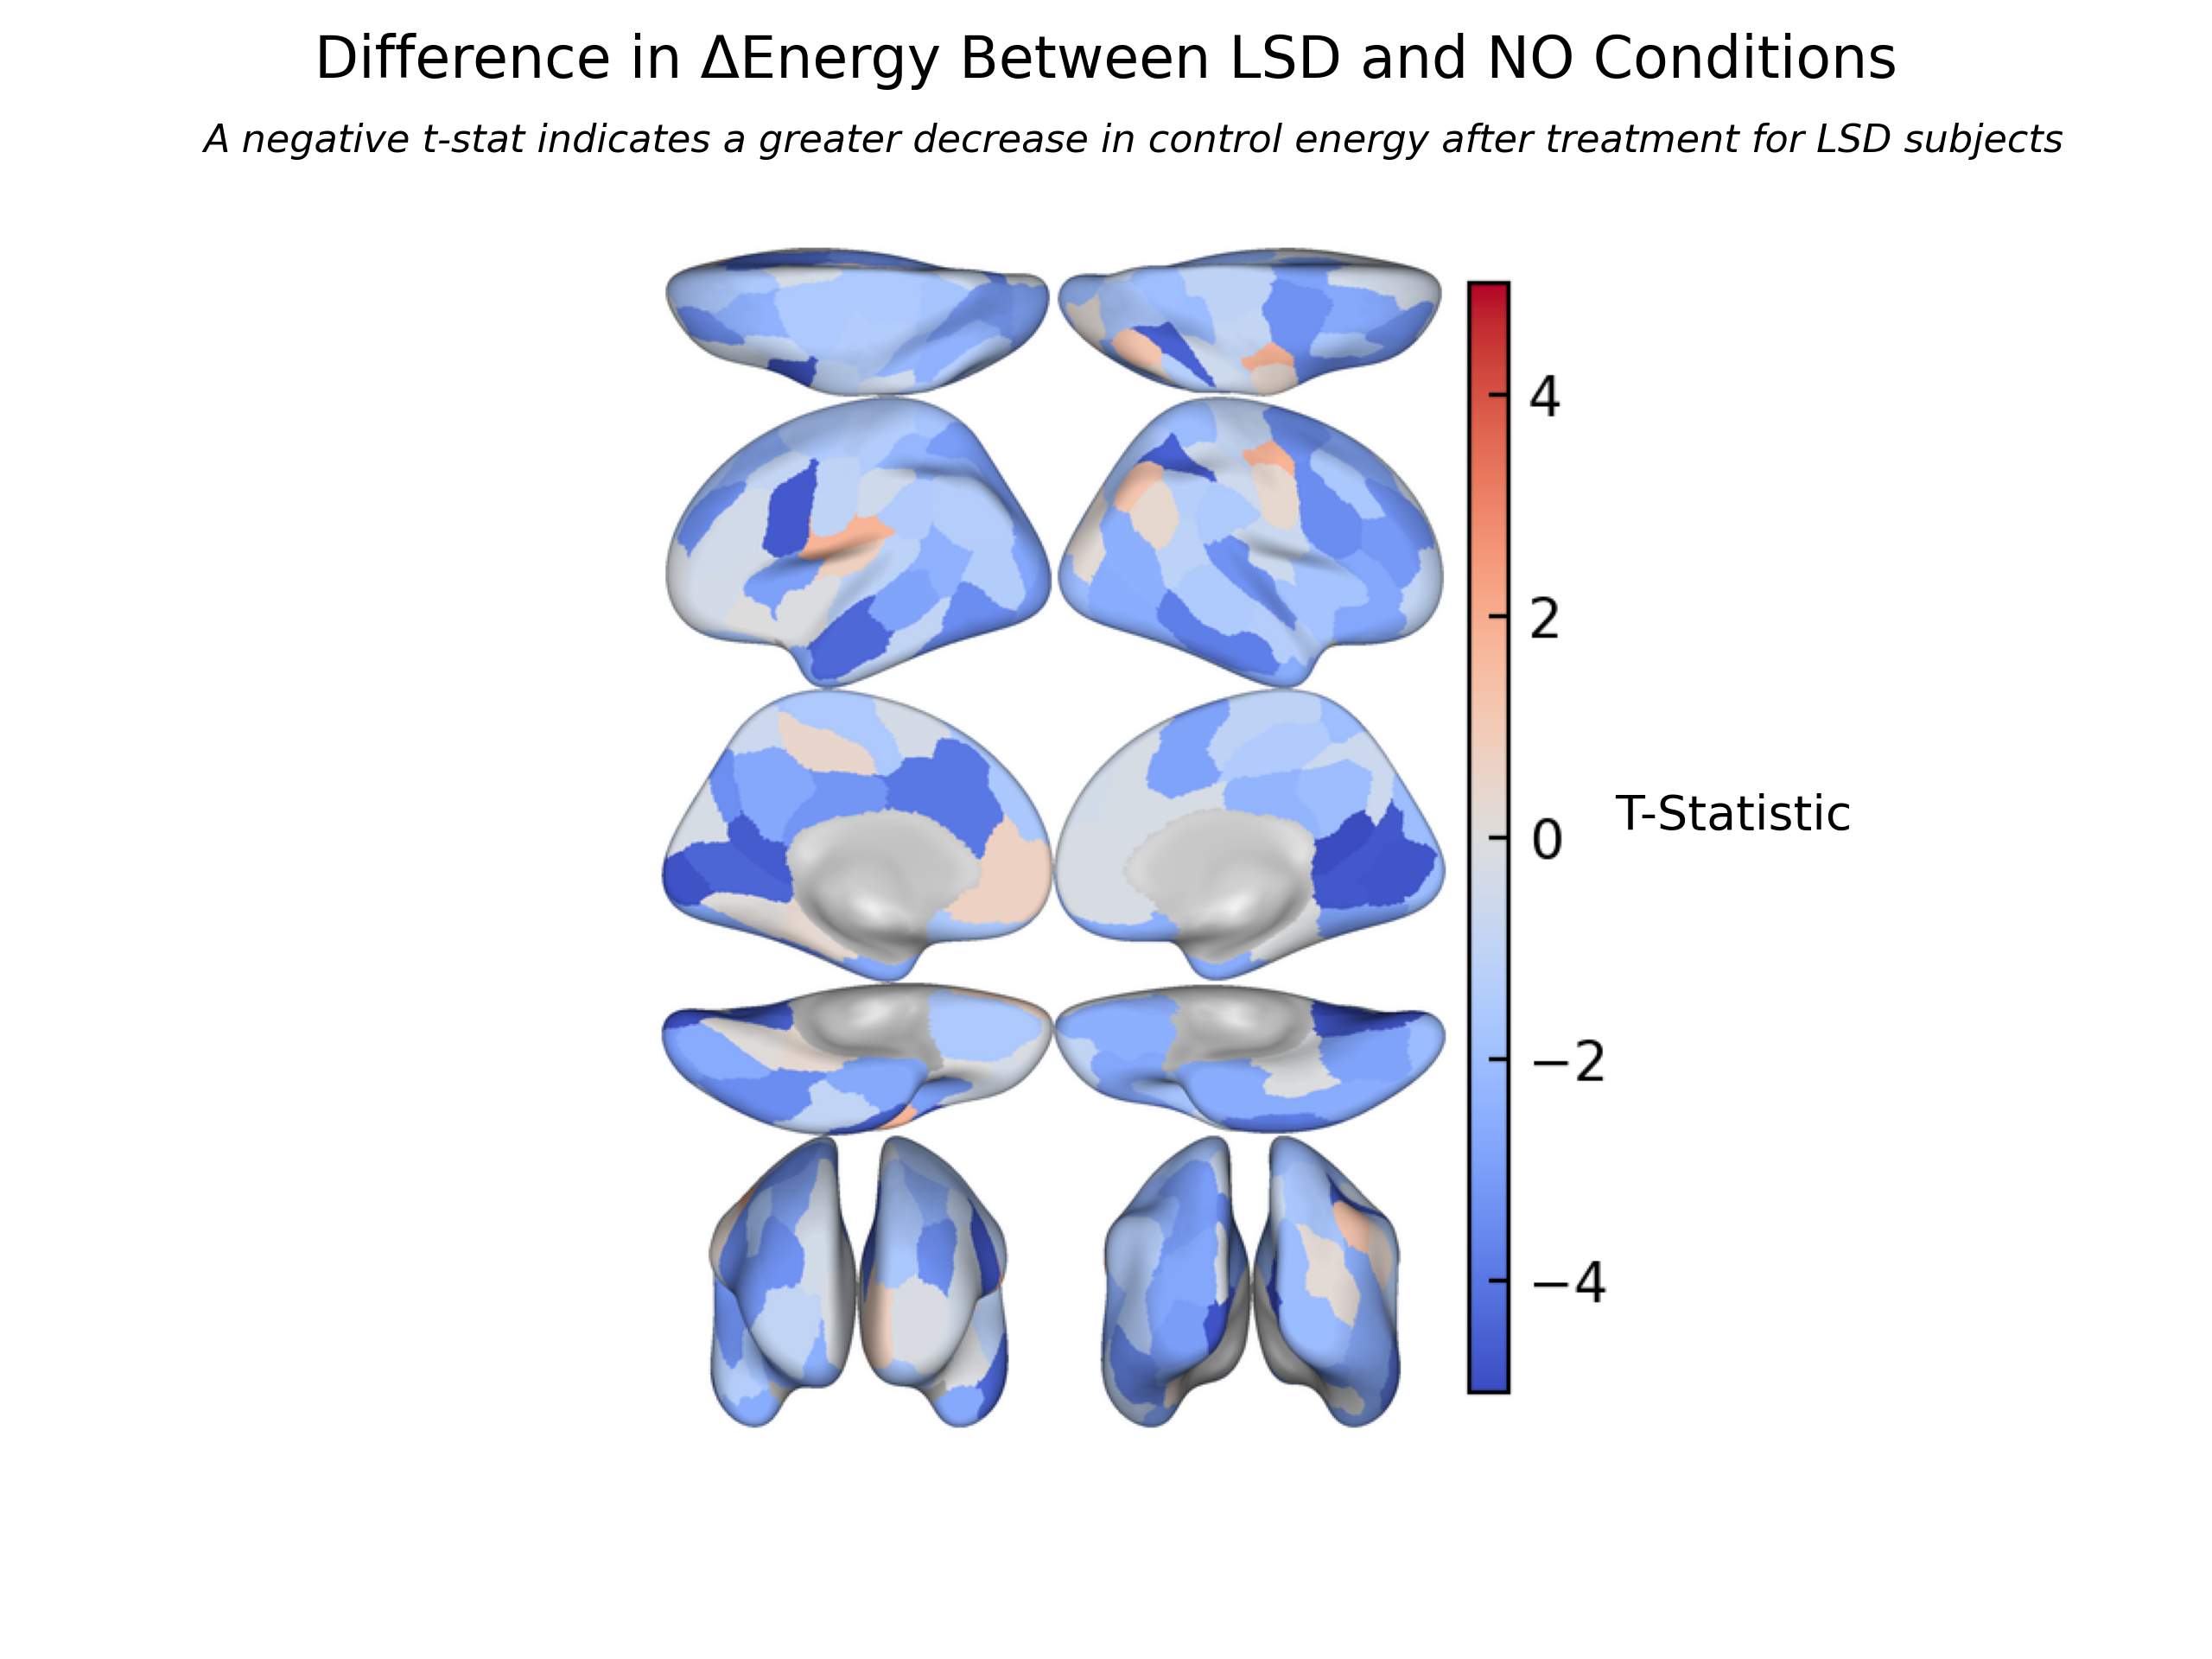 Difference in ΔEnergy Between LSD and NO Conditions
A negative t-stat indicates a greater decrease in control energy after treatment for LSD subjects
4
2
0
T-Statistic
−2
−4